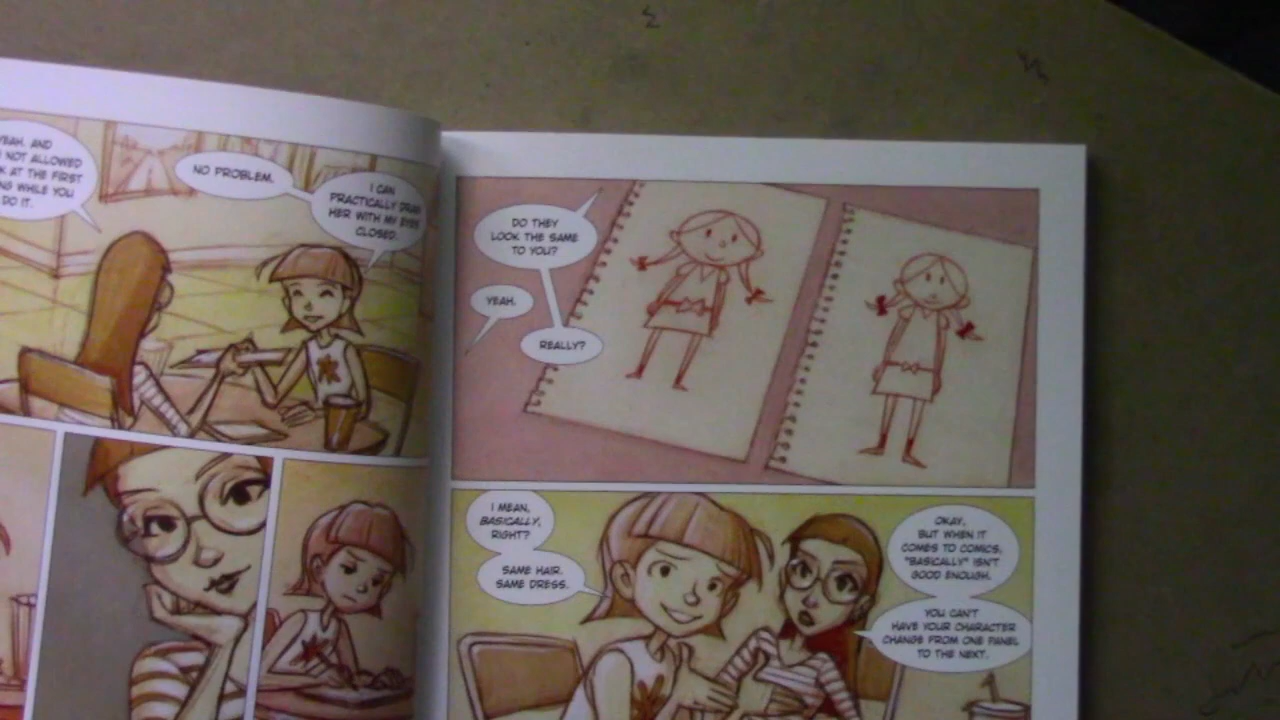 YEAH. AND
NOT ALLOWED
AT THE FIRST
WHILE YOU
DO IT.
NO PROBLEM.
I CAN
PRACTICALLY DRAW
HER WITH MY EYES
CLOSED.
DO THEY
LOOK THE SAME
TO YOU?
YEAH.
REALLY?
I MEAN,
BASICALLY,
RIGHT?
SAME HAIR.
SAME DRESS.
OKAY,
BUT WHEN IT
COMES TO COMICS,
"BASICALLY" ISN'T
GOOD ENOUGH.
YOU CAN'T
HAVE YOUR CHARACTER
CHANGE FROM ONE PANEL
TO THE NEXT.